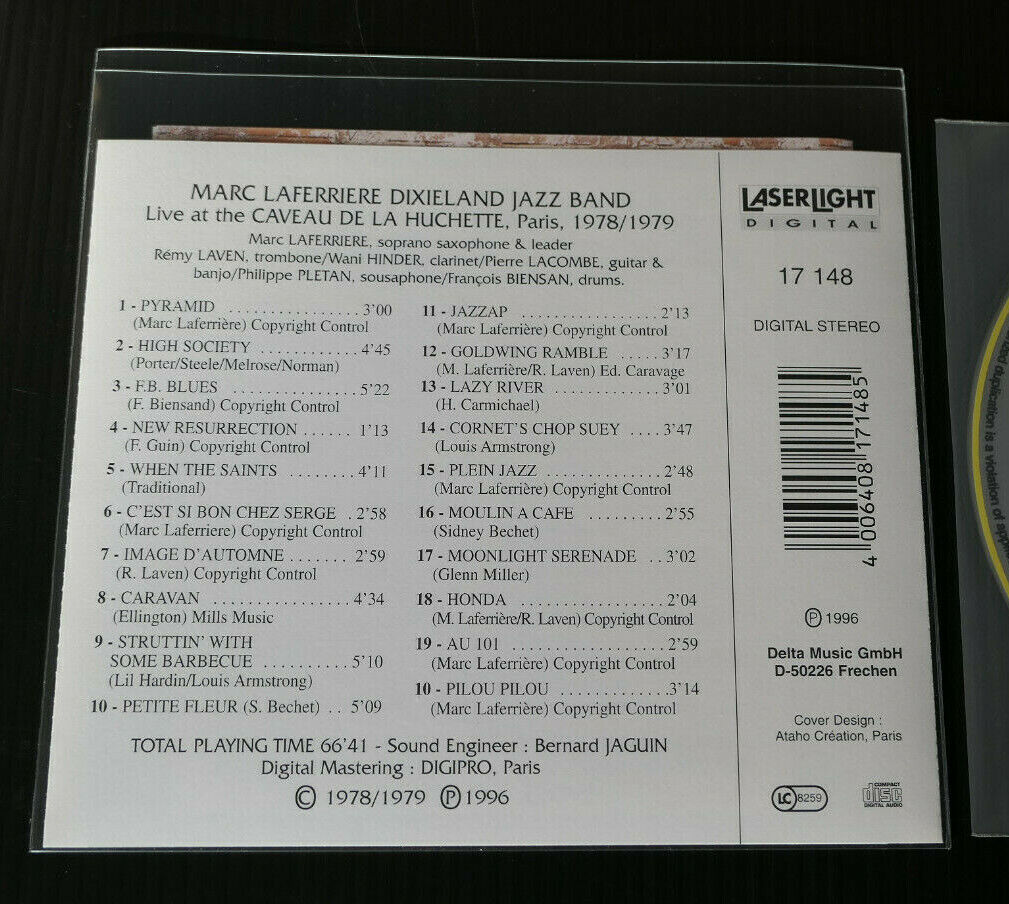 MARC LAFERRIERE DIXIELAND JAZZ BAND
Live at the CAVEAU DE LA HUCHETTE, Paris, 1978/1979
Marc LAFERRIERE, soprano saxophone & leader
Rémy LAVEN, trombone/Wani HINDER, clarinet/Pierre LACOMBE, guitar &
banjo/Philippe PLETAN, sousaphone/François BIENSAN, drums.
1 - PYRAMID ................. 3'00
(Marc Laferrière) Copyright Control
2 - HIGH SOCIETY ............ 4'45
(Porter/Steele/Melrose/Norman)
3 - F.B. BLUES ............... 5'22
(F. Biensand) Copyright Control
4 - NEW RESURRECTION ...... 1'13
(F. Guin) Copyright Control
5 - WHEN THE SAINTS ......... 4'11
(Traditional)
6 - C'EST SI BON CHEZ SERGE . 2'58
(Marc Laferriere) Copyright Control
7 - IMAGE D'AUTOMNE ....... 2'59
(R. Laven) Copyright Control
8 - CARAVAN ................. 4'34
(Ellington) Mills Music
9 - STRUTTIN' WITH
SOME BARBECUE .......... 5'10
(Lil Hardin/Louis Armstrong)
10 - PETITE FLEUR (S. Bechet) .. 5'09
11 - JAZZAP ................. 2'13
(Marc Laferrière) Copyright Control
12 - GOLDWING RAMBLE ..... 3'17
(M. Laferrière/R. Laven) Ed. Caravage
13 - LAZY RIVER ............. 3'01
(H. Carmichael)
14 - CORNET'S CHOP SUEY .... 3'47
(Louis Armstrong)
15 - PLEIN JAZZ ............... 2'48
(Marc Laferrière) Copyright Control
16 - MOULIN A CAFE ......... 2'55
(Sidney Bechet)
17 - MOONLIGHT SERENADE .. 3'02
(Glenn Miller)
18 - HONDA ................... 2'04
(M. Laferrière/R. Laven) Copyright Control
19 - AU 101 .................... 2'59
(Marc Laferrière) Copyright Control
10 - PILOU PILOU ............. 3'14
(Marc Laferrière) Copyright Control
TOTAL PLAYING TIME 66'41 - Sound Engineer : Bernard JAGUIN
Digital Mastering : DIGIPRO, Paris
© 1978/1979 ℗ 1996
LASERLIGHT
DIGITAL
17 148
DIGITAL STEREO
4 006408 171485
℗ 1996
Delta Music GmbH
D-50226 Frechen
Cover Design :
Ataho Création, Paris
LC 8259
COMPACT
disc
DIGITAL AUDIO
duplication is a violation of